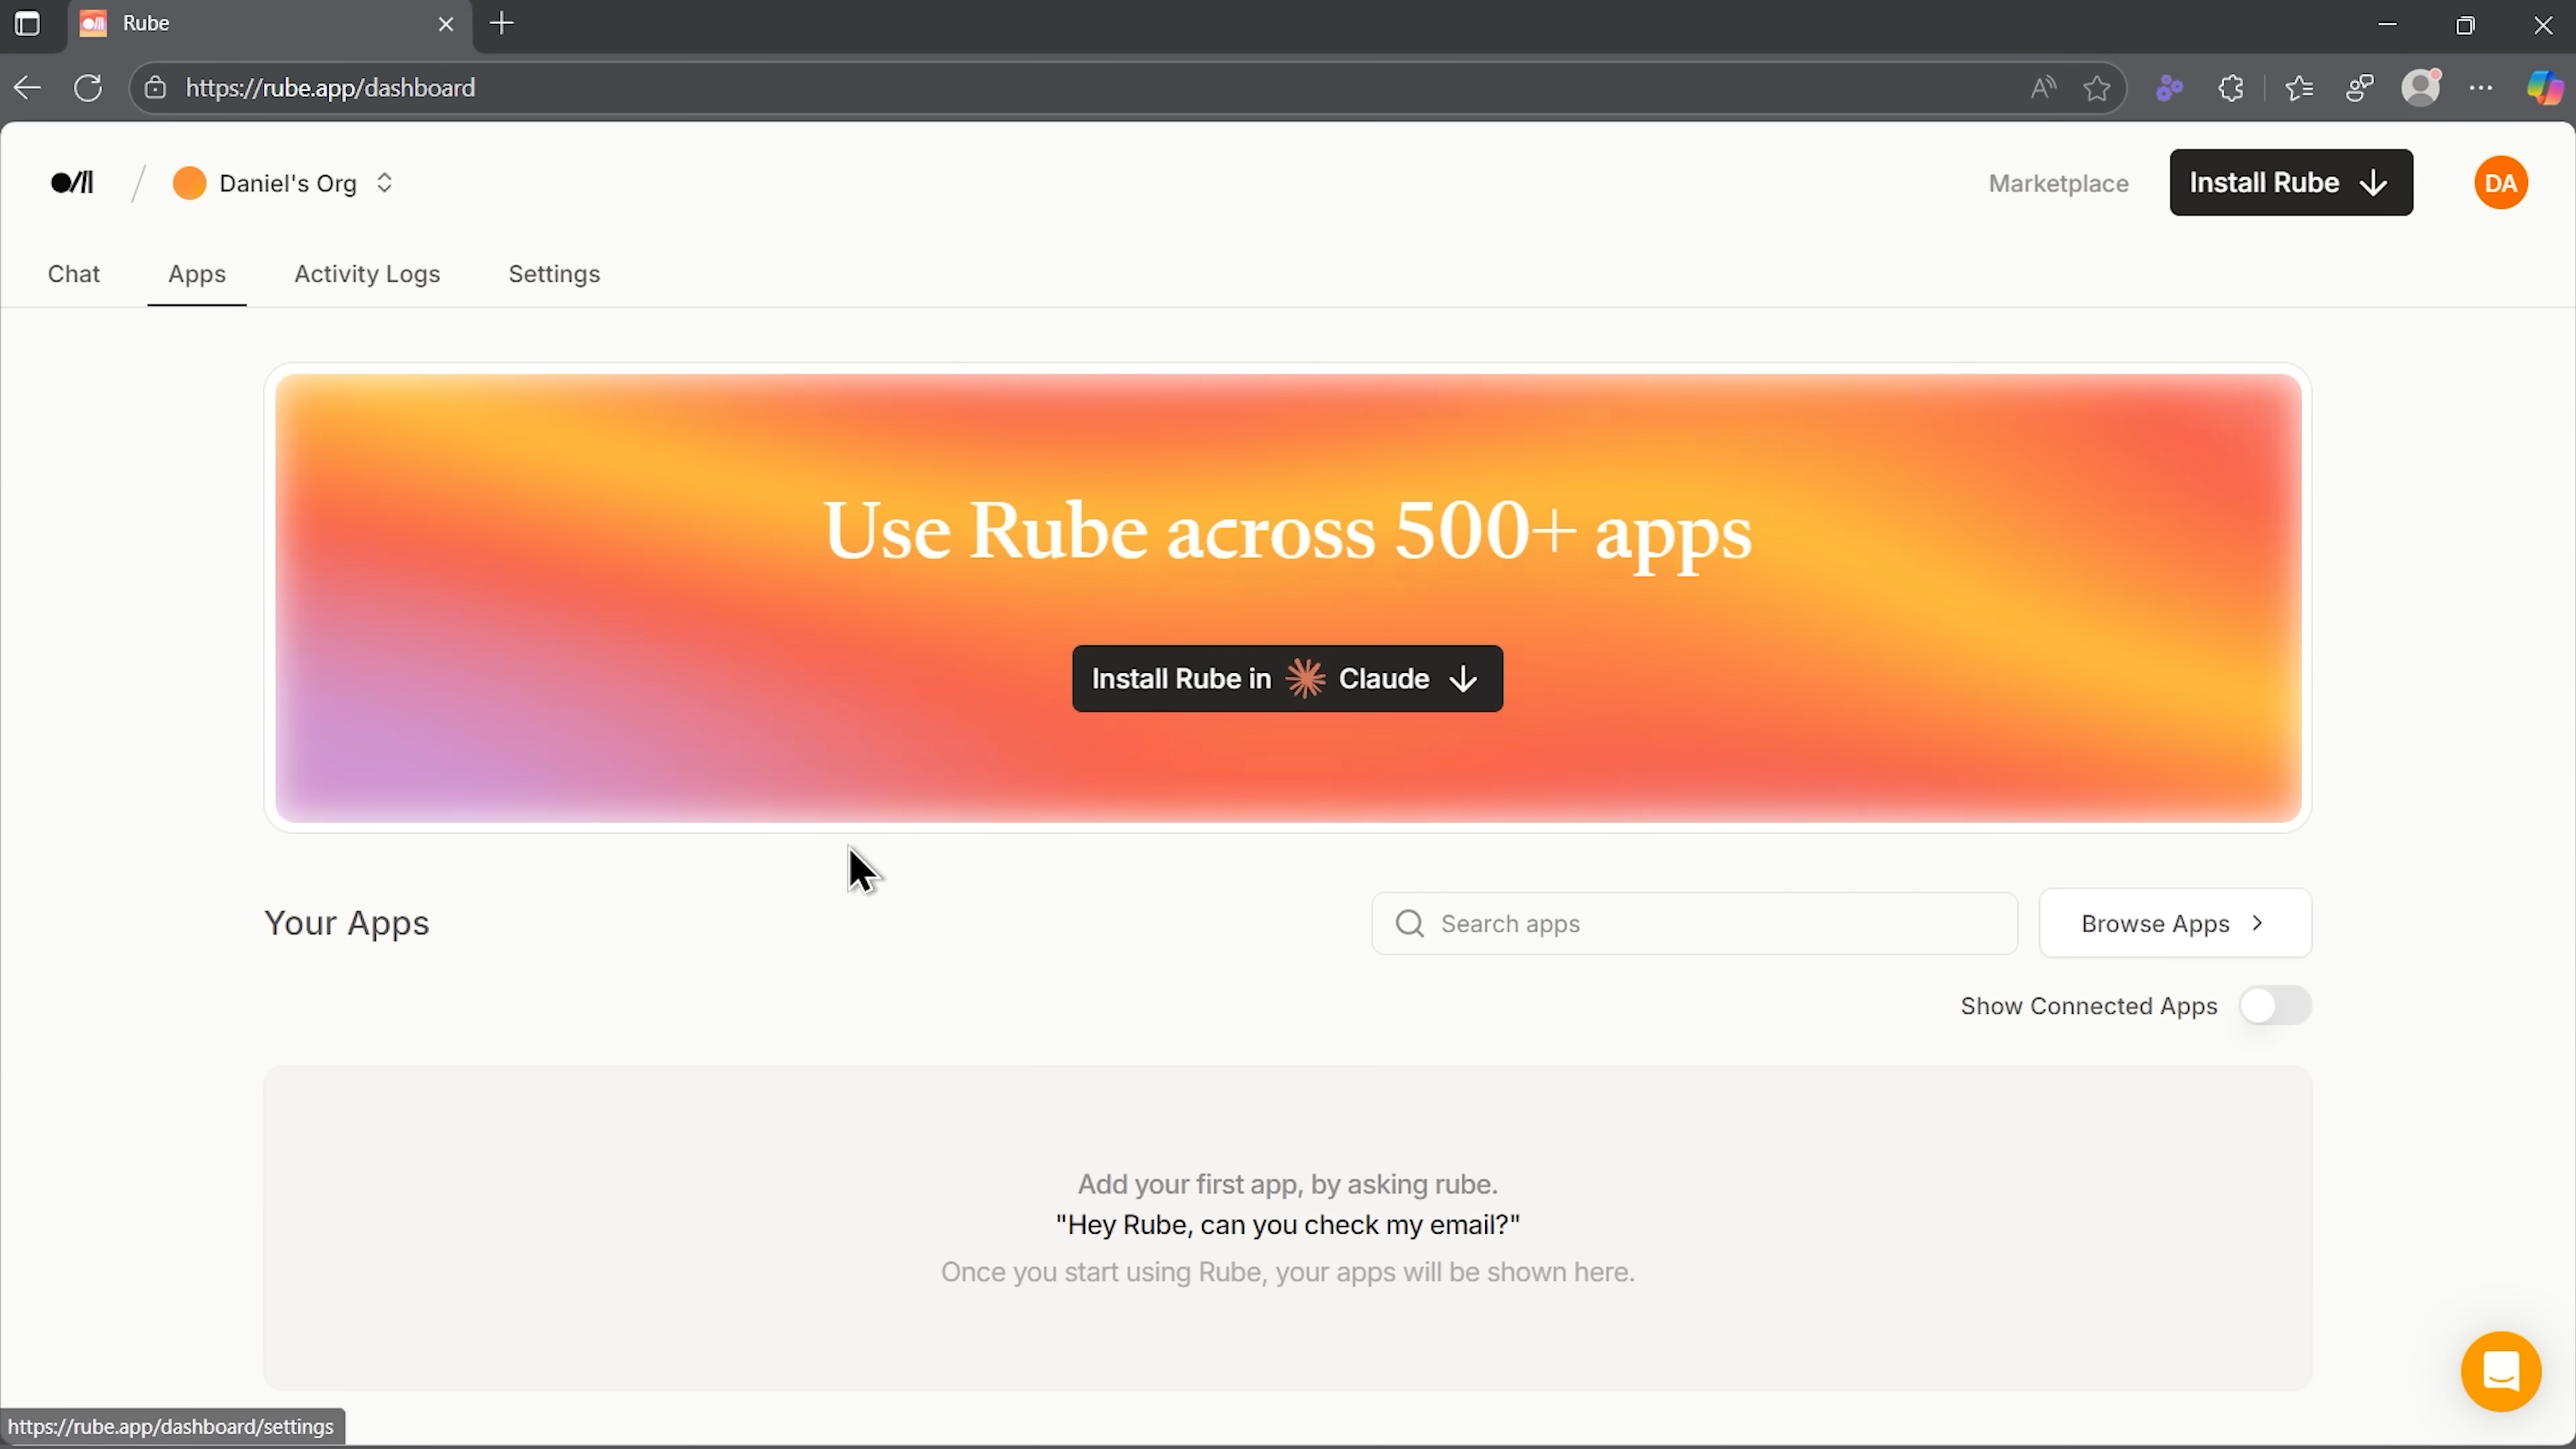 Rube
https://rube.app/dashboard
Daniel's Org
Marketplace
Install Rube
DA
Chat
Apps
Activity Logs
Settings
Use Rube across 500+ apps
Install Rube in Claude
Your Apps
Search apps
Browse Apps
Show Connected Apps
Add your first app, by asking rube.
"Hey Rube, can you check my email?"
Once you start using Rube, your apps will be shown here.
https://rube.app/dashboard/settings